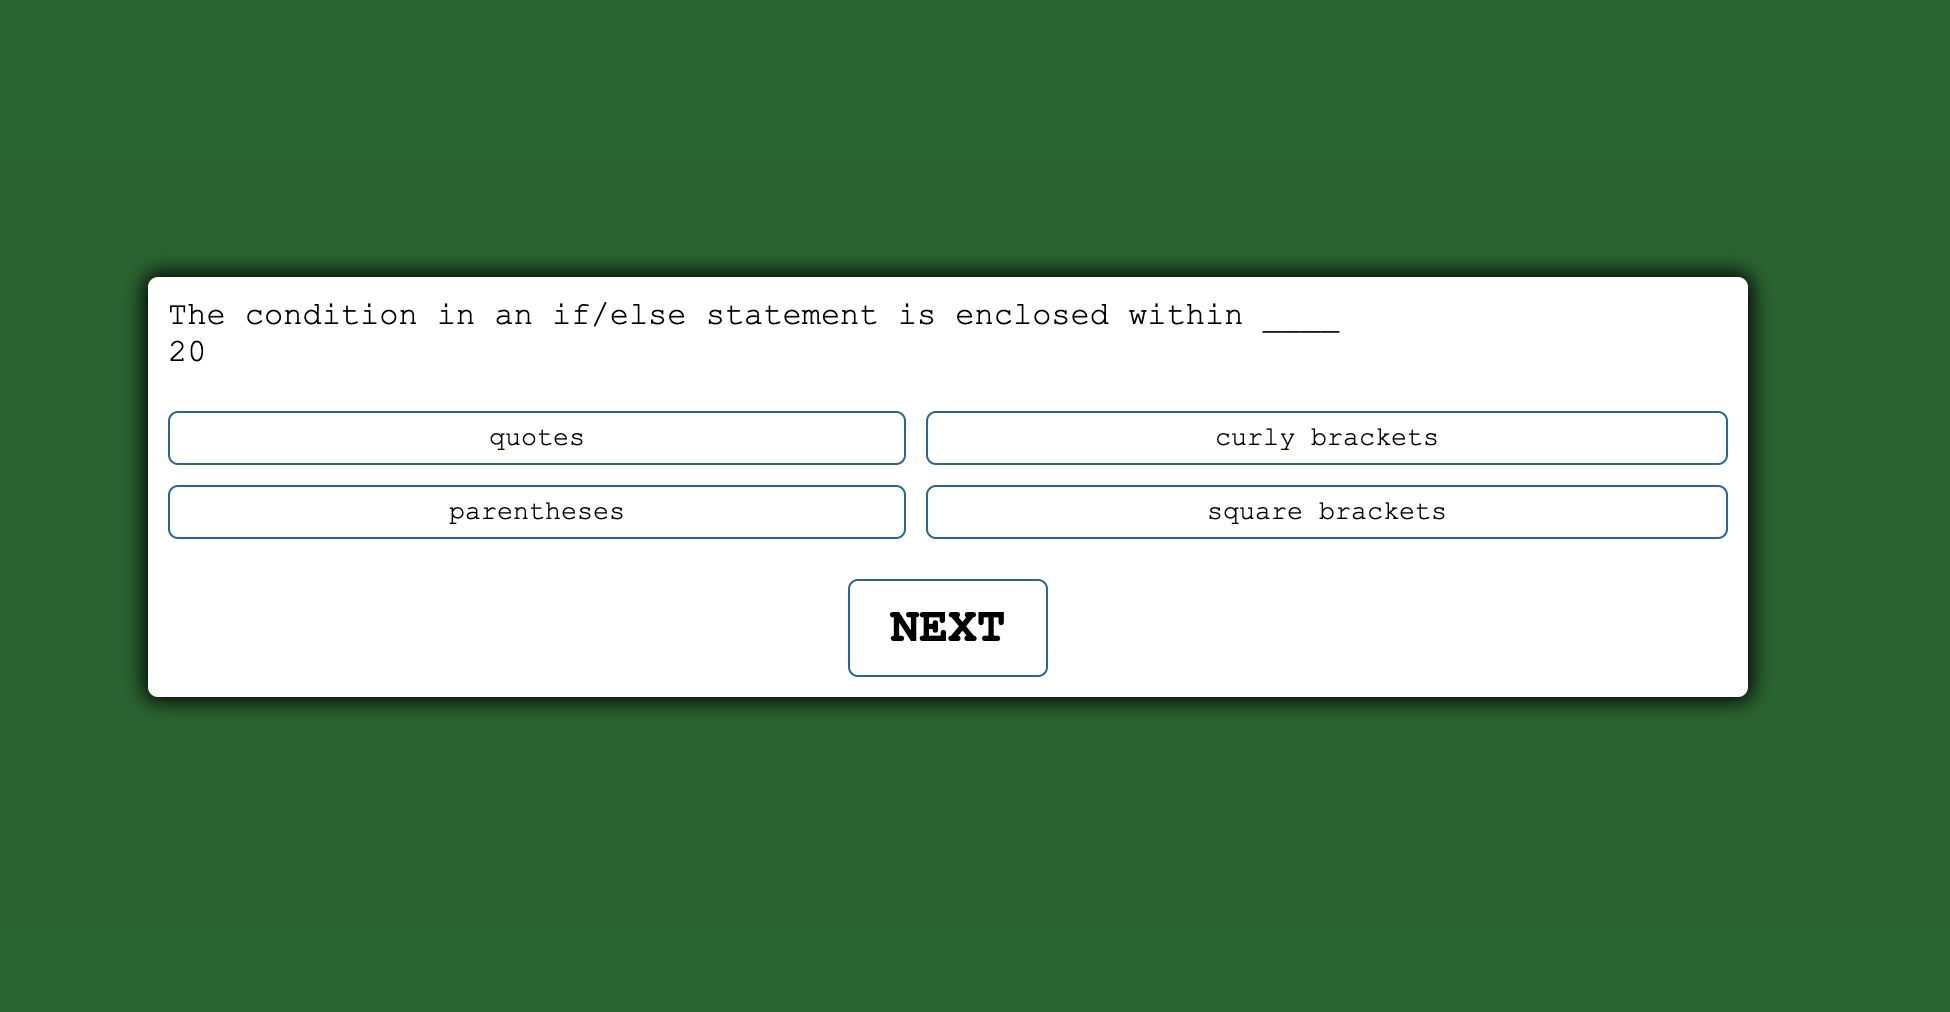 The condition in an if/else statement is enclosed within ____
20
quotes
curly brackets
parentheses
square brackets
NEXT